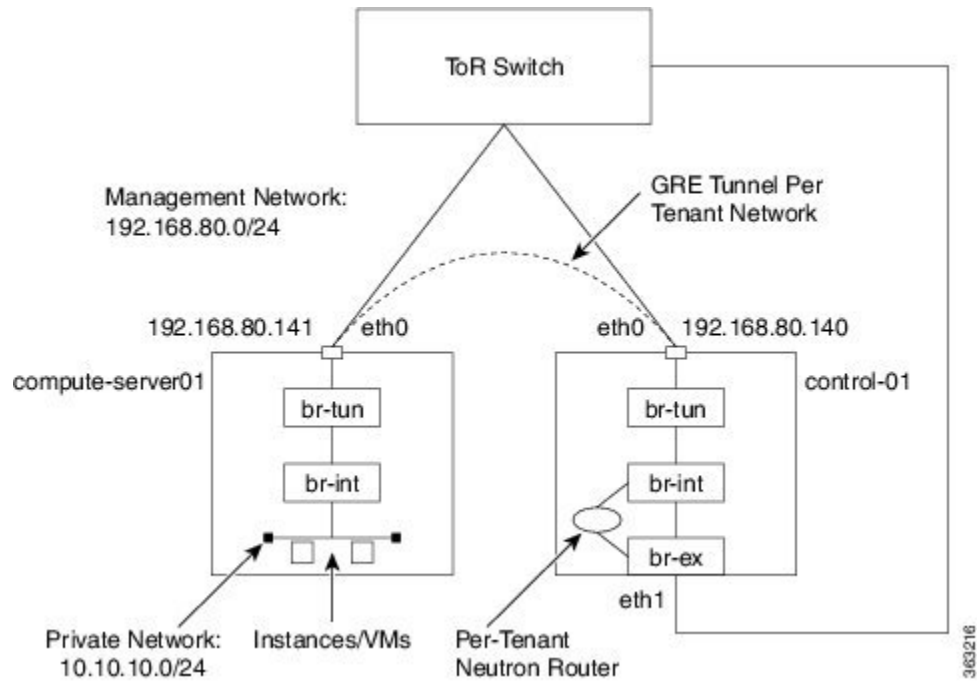 ToR Switch
Management Network:
192.168.80.0/24
GRE Tunnel Per
Tenant Network
192.168.80.141
eth0
eth0
192.168.80.140
compute-server01
control-01
br-tun
br-tun
br-int
br-int
br-ex
eth1
Private Network:
10.10.10.0/24
Instances/VMs
Per-Tenant
Neutron Router
363216